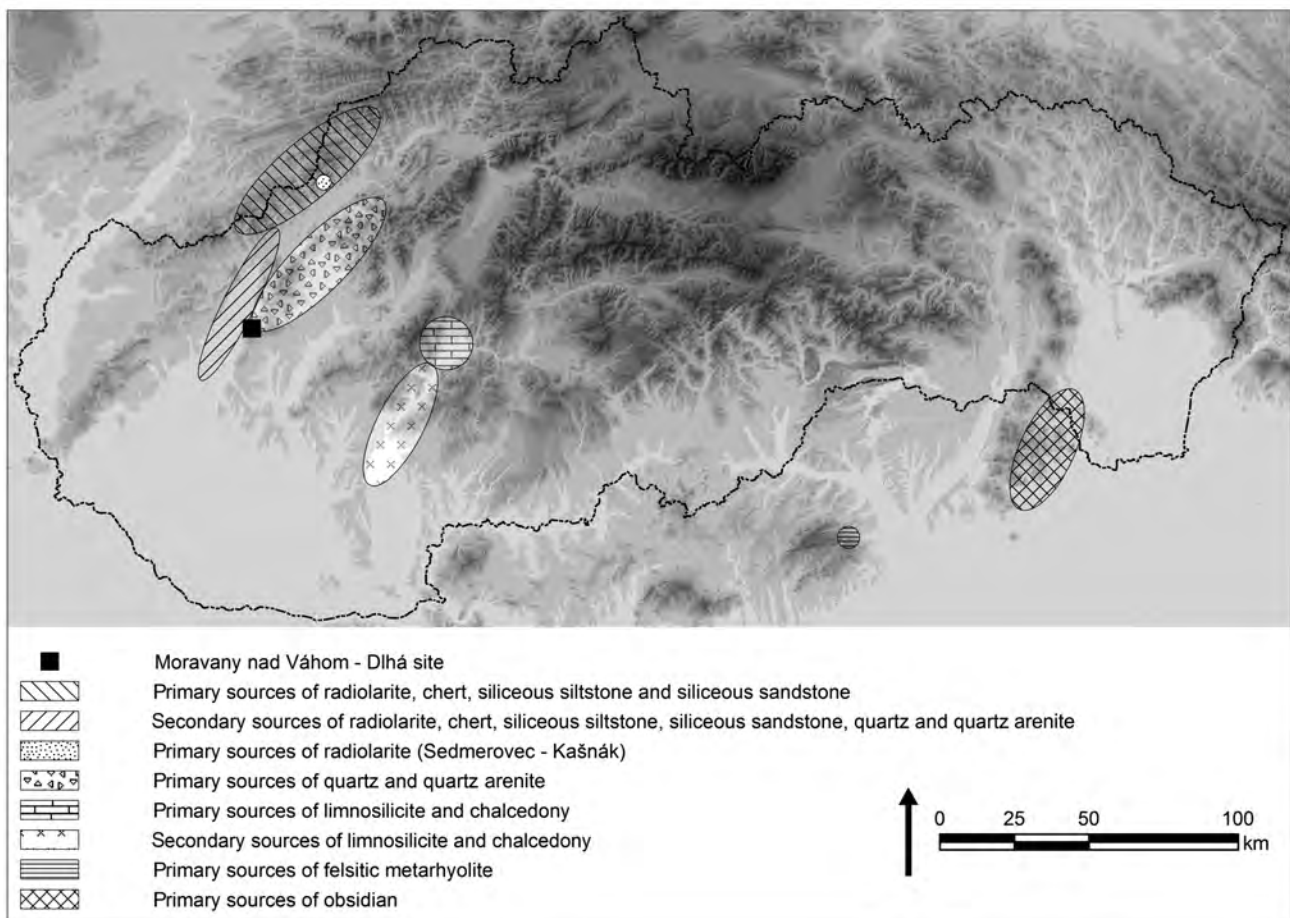 Moravany nad Váhom - Dlhá site
Primary sources of radiolarite, chert, siliceous siltstone and siliceous sandstone
Secondary sources of radiolarite, chert, siliceous siltstone, siliceous sandstone, quartz and quartz arenite
Primary sources of radiolarite (Sedmerovec - Kašnák)
Primary sources of quartz and quartz arenite
Primary sources of limnosilicite and chalcedony
Secondary sources of limnosilicite and chalcedony
Primary sources of felsitic metarhyolite
Primary sources of obsidian
0 25 50 100
km